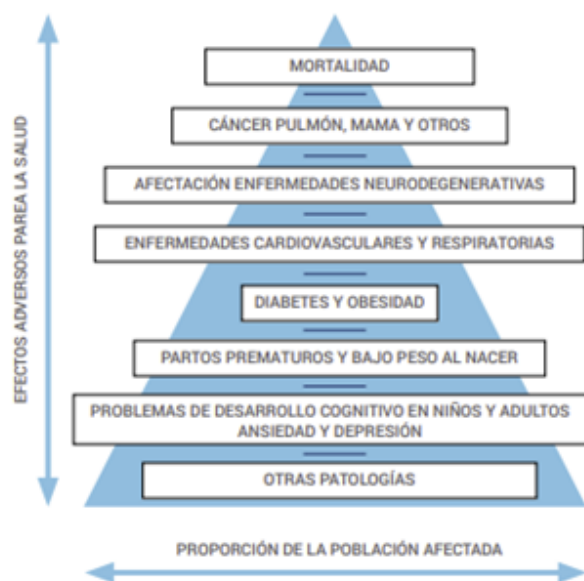 EFECTOS ADVERSOS PAREA LA SALUD
MORTALIDAD
CÁNCER PULMÓN, MAMA Y OTROS
AFECTACIÓN ENFERMEDADES NEURODEGENERATIVAS
ENFERMEDADES CARDIOVASCULARES Y RESPIRATORIAS
DIABETES Y OBESIDAD
PARTOS PREMATUROS Y BAJO PESO AL NACER
PROBLEMAS DE DESARROLLO COGNITIVO EN NIÑOS Y ADULTOS
ANSIEDAD Y DEPRESIÓN
OTRAS PATOLOGÍAS
PROPORCIÓN DE LA POBLACIÓN AFECTADA